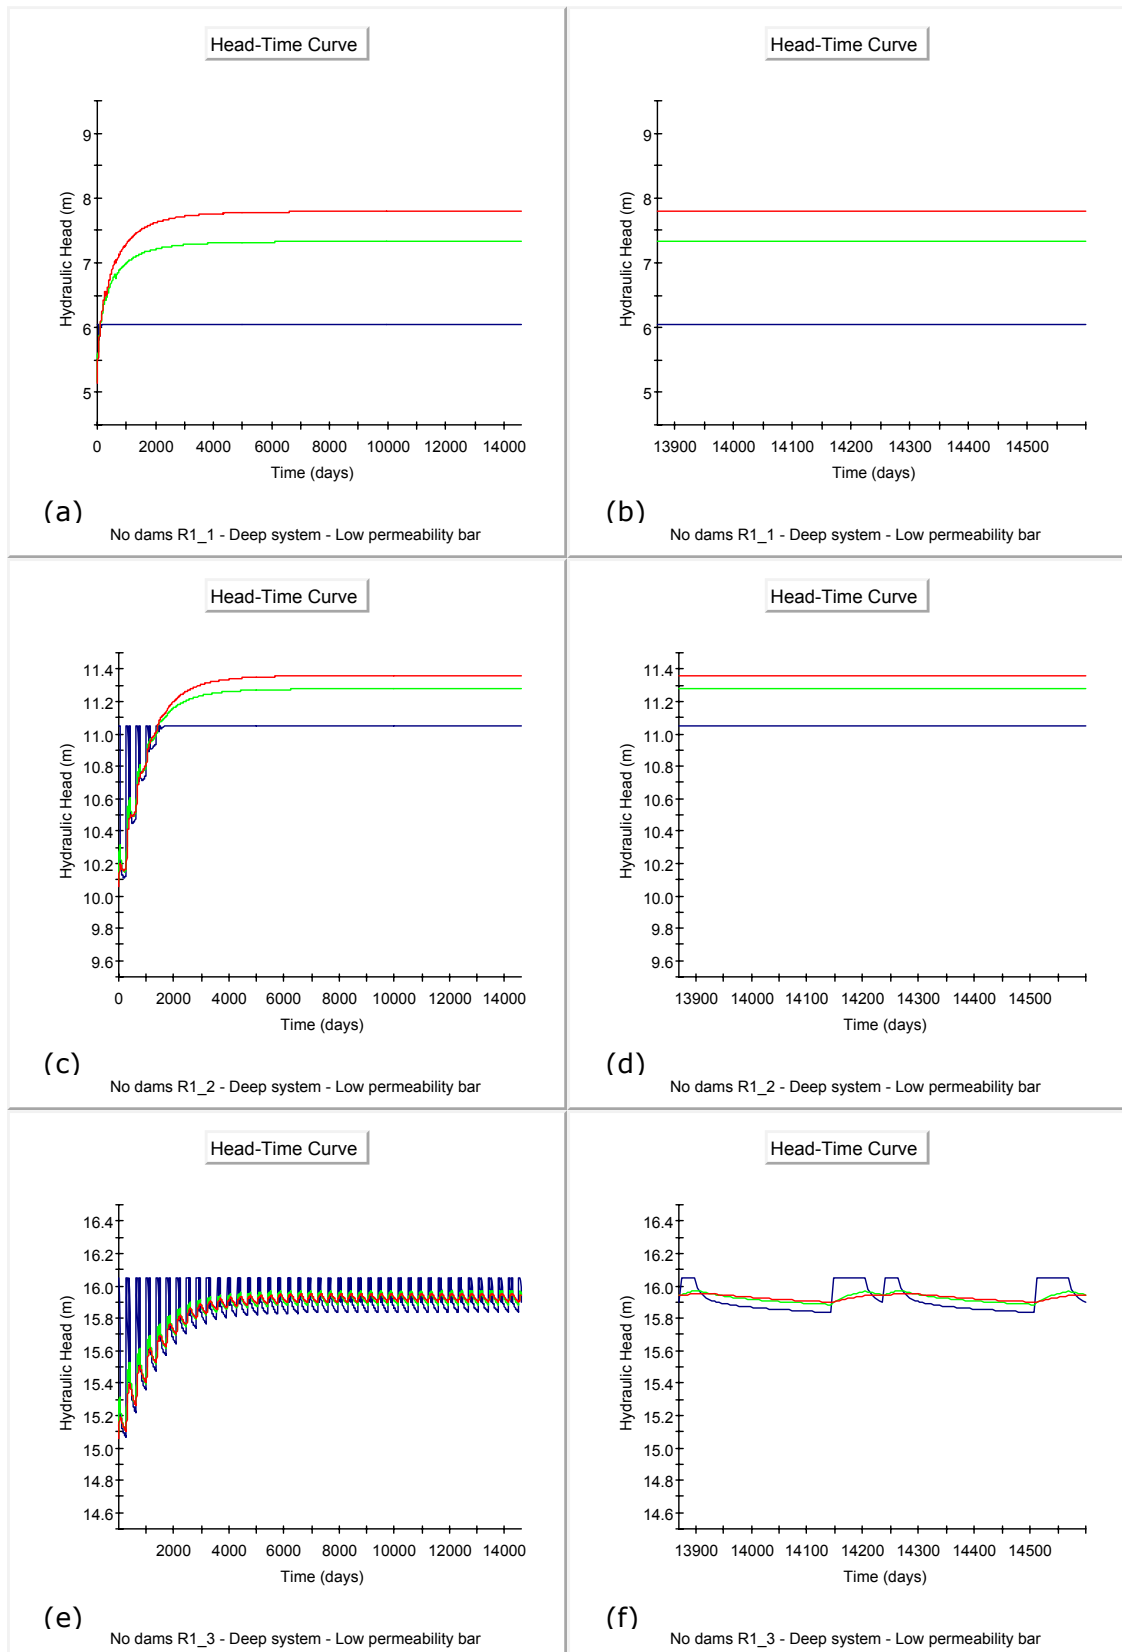 Head-Time Curve
9
8
7
6
5
Hydraulic Head (m)
0 2000 4000 6000 8000 10000 12000 14000
Time (days)
(a)
No dams R1_1 - Deep system - Low permeability bar
Head-Time Curve
9
8
7
6
5
Hydraulic Head (m)
13900 14000 14100 14200 14300 14400 14500
Time (days)
(b)
No dams R1_1 - Deep system - Low permeability bar
Head-Time Curve
11.4
11.2
11.0
10.8
10.6
10.4
10.2
10.0
9.8
9.6
Hydraulic Head (m)
0 2000 4000 6000 8000 10000 12000 14000
Time (days)
(c)
No dams R1_2 - Deep system - Low permeability bar
Head-Time Curve
11.4
11.2
11.0
10.8
10.6
10.4
10.2
10.0
9.8
9.6
Hydraulic Head (m)
13900 14000 14100 14200 14300 14400 14500
Time (days)
(d)
No dams R1_2 - Deep system - Low permeability bar
Head-Time Curve
16.4
16.2
16.0
15.8
15.6
15.4
15.2
15.0
14.8
14.6
Hydraulic Head (m)
2000 4000 6000 8000 10000 12000 14000
Time (days)
(e)
No dams R1_3 - Deep system - Low permeability bar
Head-Time Curve
16.4
16.2
16.0
15.8
15.6
15.4
15.2
15.0
14.8
14.6
Hydraulic Head (m)
13900 14000 14100 14200 14300 14400 14500
Time (days)
(f)
No dams R1_3 - Deep system - Low permeability bar